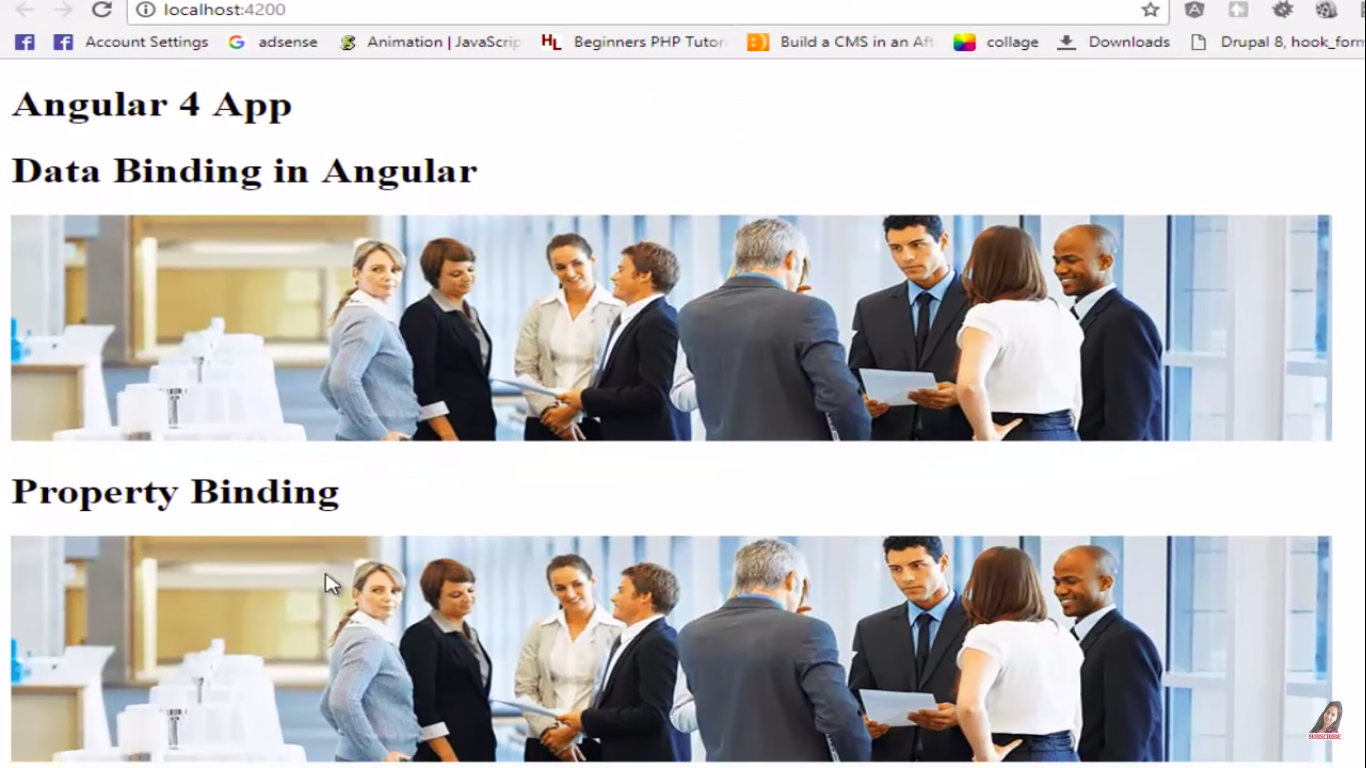 localhost:4200
Account Settings
adsense
Animation | JavaScrip
HL Beginners PHP Tutor
Build a CMS in an Aft
collage
Downloads
Drupal 8, hook_form
Angular 4 App
Data Binding in Angular
Property Binding
SUBSCRIBE